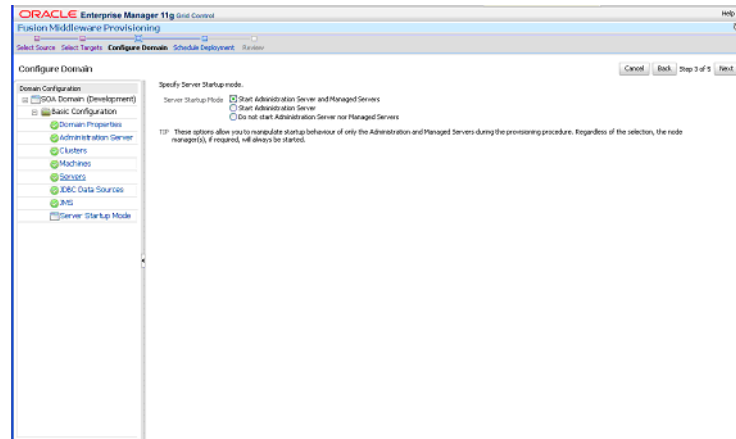 ORACLE Enterprise Manager 11g Grid Control
Help
Fusion Middleware Provisioning
Select Source Select Targets Configure Domain Schedule Deployment Review
Configure Domain
Cancel Back Step 3 of 5 Next
Domain Configuration
SOA Domain (Development)
Basic Configuration
Domain Properties
Administration Server
Clusters
Machines
Servers
JDBC Data Sources
JMS
Server Startup Mode
Specify Server Startup mode.
Server Startup Mode Start Administration Server and Managed Servers
Start Administration Server
Do not start Administration Server nor Managed Servers
TIP These options allow you to manipulate startup behaviour of only the Administration and Managed Servers during the provisioning procedure. Regardless of the selection, the node
manager(s), if required, will always be started.